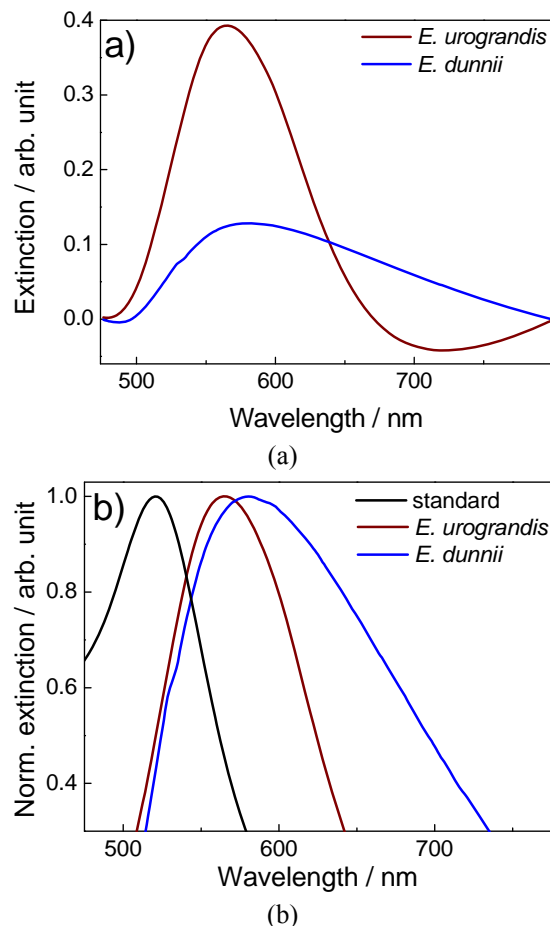 a)
E. urograndis
E. dunnii
0.4
0.3
0.2
0.1
0.0
Extinction / arb. unit
500 600 700
Wavelength / nm
(a)
b)
standard
E. urograndis
E. dunnii
1.0
0.8
0.6
0.4
Norm. extinction / arb. unit
500 600 700
Wavelength / nm
(b)